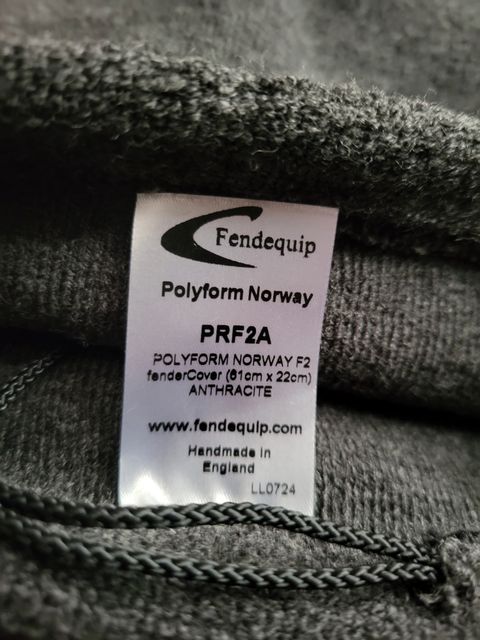 Fendequip
Polyform Norway
PRF2A
POLYFORM NORWAY F2
fenderCover (61cm x 22cm)
ANTHRACITE
www.fendequip.com
Handmade in
England
LL0724